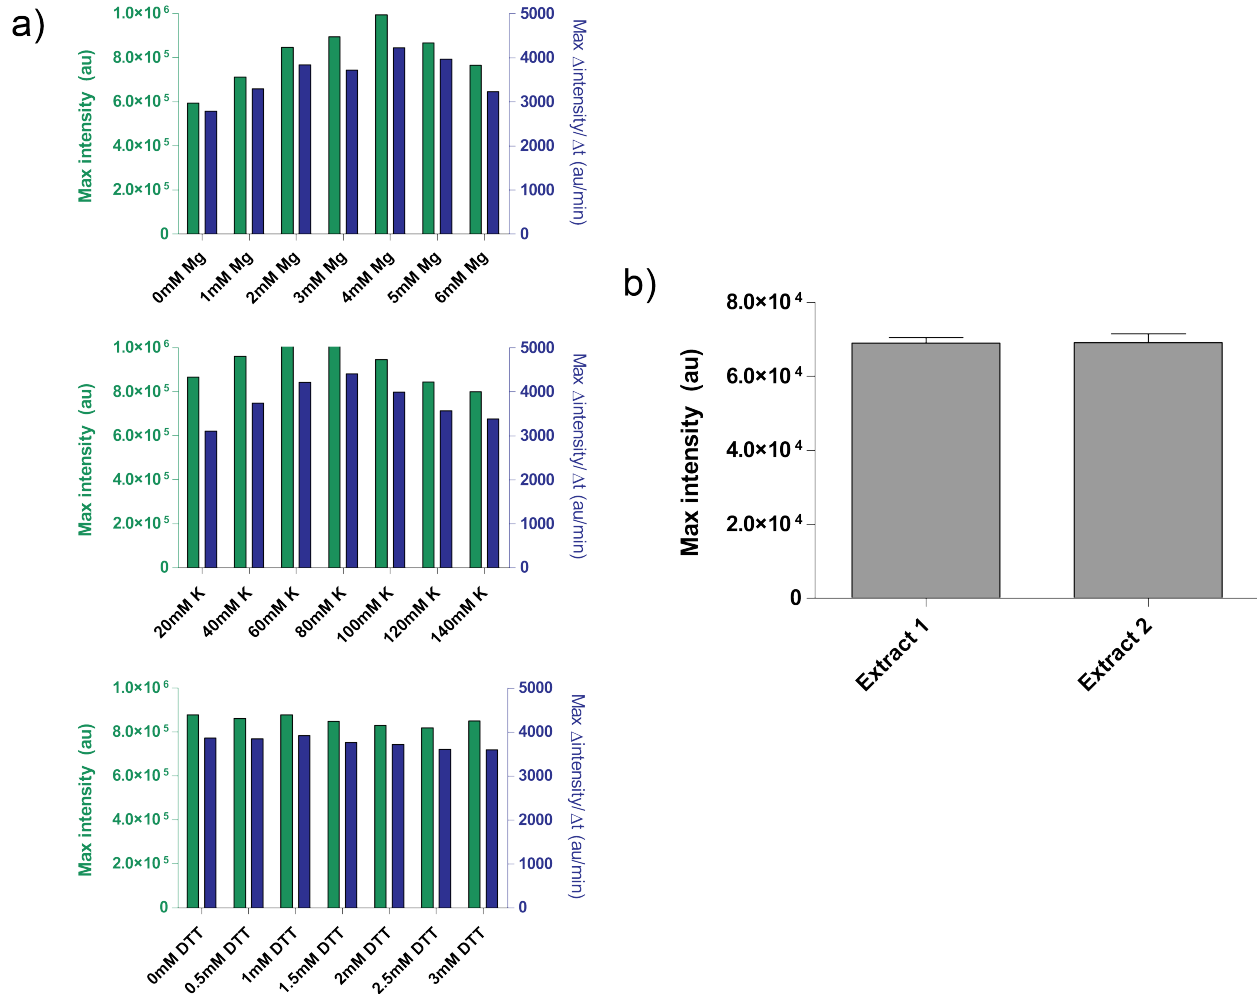 a)
Max intensity (au)
1.0×10⁶
8.0×10⁵
6.0×10⁵
4.0×10⁵
2.0×10⁵
0
5000
4000
3000
2000
1000
0
Max Δintensity/Δt (au/min)
0mM Mg
1mM Mg
2mM Mg
3mM Mg
4mM Mg
5mM Mg
6mM Mg
Max intensity (au)
1.0×10⁶
8.0×10⁵
6.0×10⁵
4.0×10⁵
2.0×10⁵
0
5000
4000
3000
2000
1000
0
Max Δintensity/Δt (au/min)
20mM K
40mM K
60mM K
80mM K
100mM K
120mM K
140mM K
Max intensity (au)
1.0×10⁶
8.0×10⁵
6.0×10⁵
4.0×10⁵
2.0×10⁵
0
5000
4000
3000
2000
1000
0
Max Δintensity/Δt (au/min)
0mM DTT
0.5mM DTT
1mM DTT
1.5mM DTT
2mM DTT
2.5mM DTT
3mM DTT
b)
Max intensity (au)
8.0×10⁴
6.0×10⁴
4.0×10⁴
2.0×10⁴
0
Extract 1
Extract 2